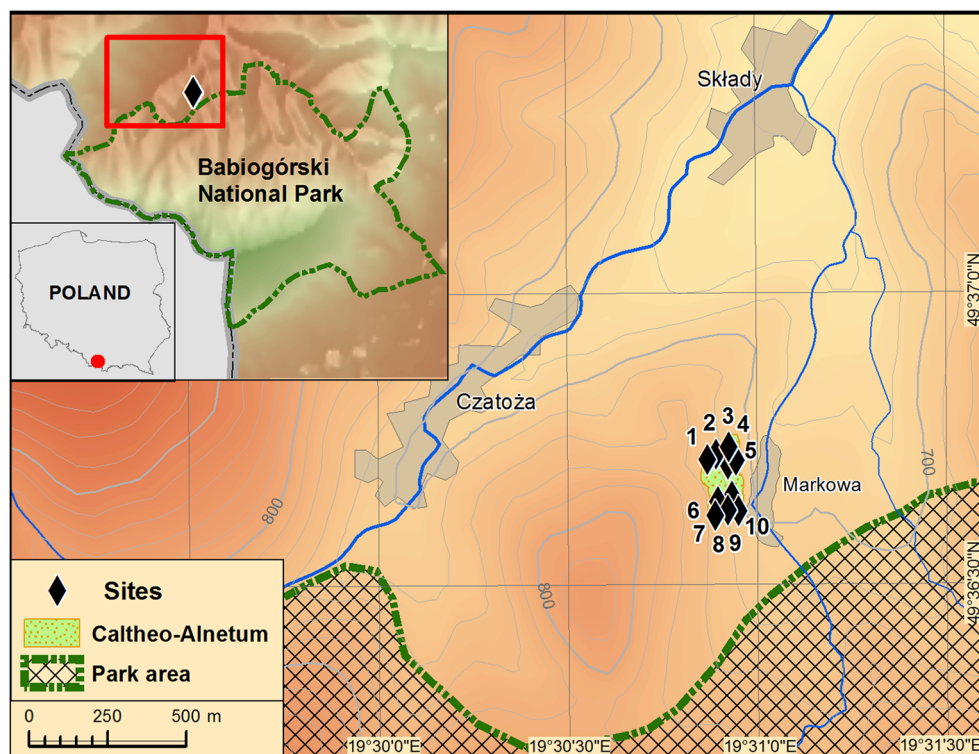 Babiogórski
National Park
POLAND
Składy
Czatoża
Markowa
1
2
3
4
5
6
7
8
9
10
800
800
700
49°37'0"N
49°36'30"N
Sites
Caltheo-Alnetum
Park area
0 250 500 m
19°30'0"E
19°30'30"E
19°31'0"E
19°31'30"E